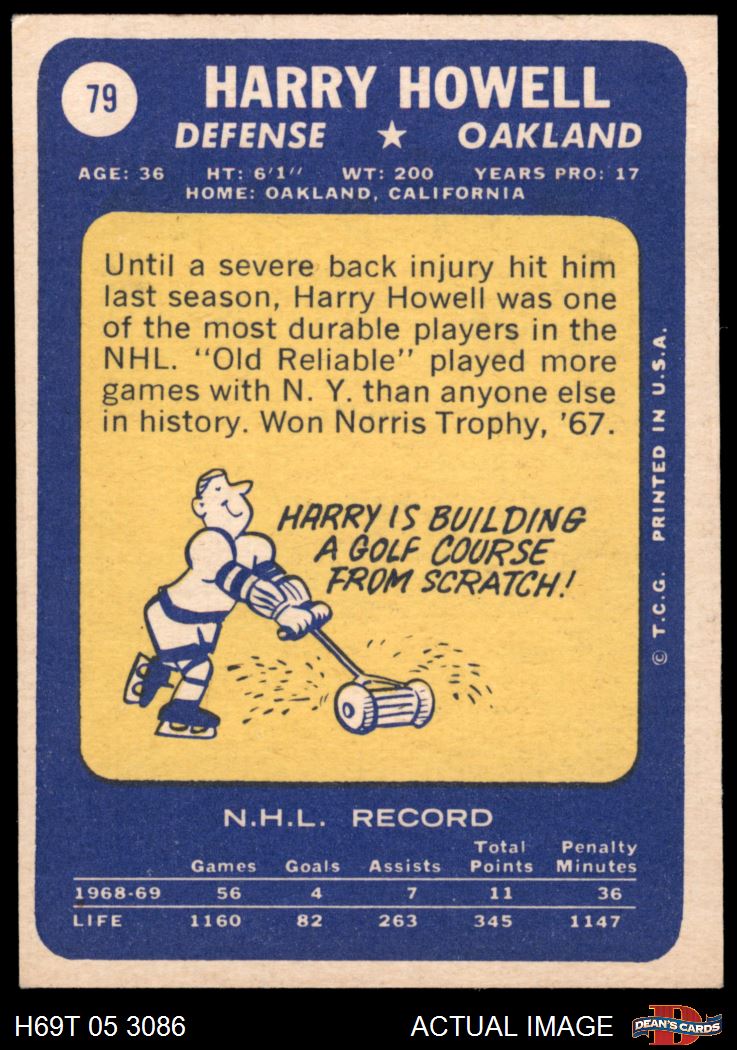 79
HARRY HOWELL
DEFENSE ★ OAKLAND
AGE: 36 HT: 6'1" WT: 200 YEARS PRO: 17
HOME: OAKLAND, CALIFORNIA
Until a severe back injury hit him
last season, Harry Howell was one
of the most durable players in the
NHL. "Old Reliable" played more
games with N. Y. than anyone else
in history. Won Norris Trophy, '67.
HARRY IS BUILDING
A GOLF COURSE
FROM SCRATCH!
© T.C.G. PRINTED IN U.S.A.
N.H.L. RECORD
Games Goals Assists Total Points Penalty Minutes
1968-69 56 4 7 11 36
LIFE 1160 82 263 345 1147
H69T 05 3086 ACTUAL IMAGE DEAN'S CARDS